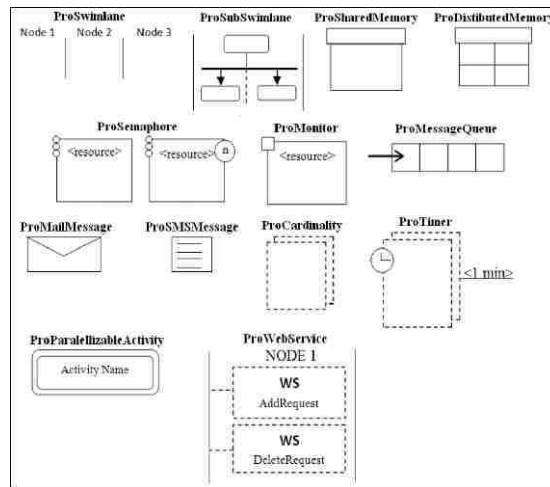 ProSwimlane
ProSubSwimlane
ProSharedMemory
ProDistibutedMemory
Node 1
Node 2
Node 3
ProSemaphore
ProMonitor
ProMessageQueue
<resource>
<resource>
n
<resource>
ProMailMessage
ProSMSMessage
ProCardinality
ProTimer
<1 min>
ProParalellizableActivity
ProWebService
Activity Name
NODE 1
WS
AddRequest
WS
DeleteRequest